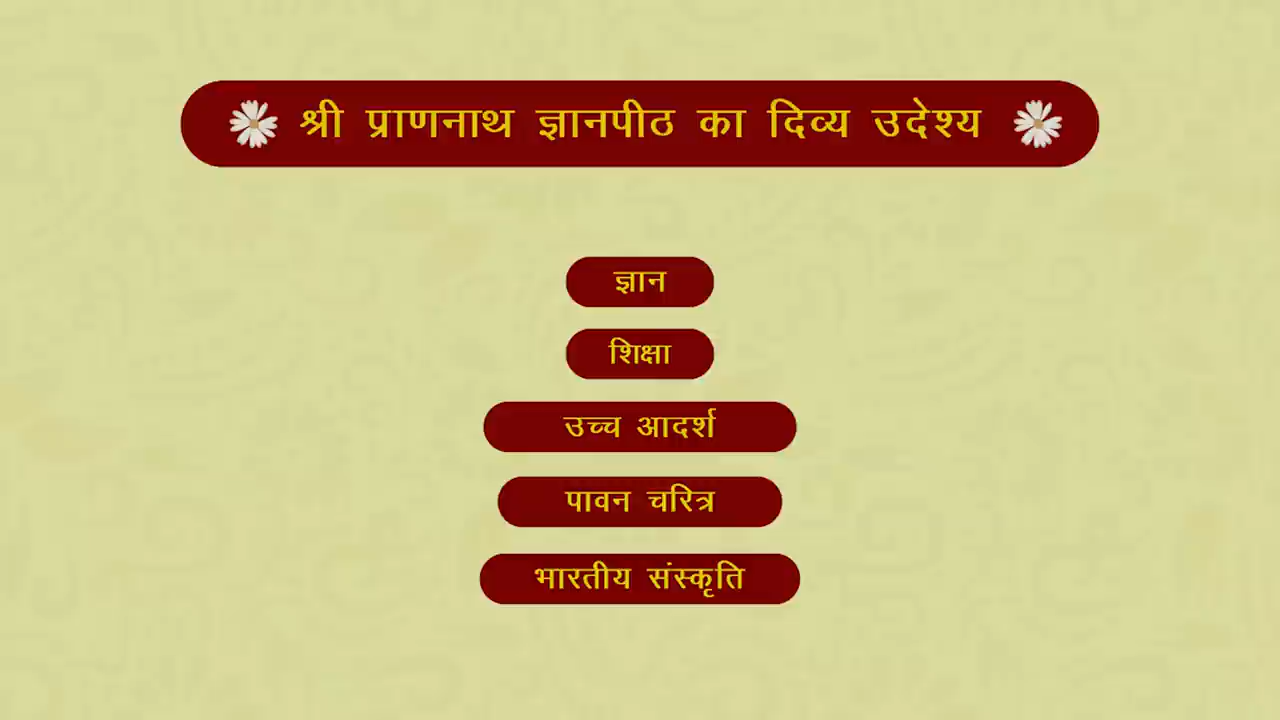 श्री प्राणनाथ ज्ञानपीठ का दिव्य उदेश्य
ज्ञान
शिक्षा
उच्च आदर्श
पावन चरित्र
भारतीय संस्कृति